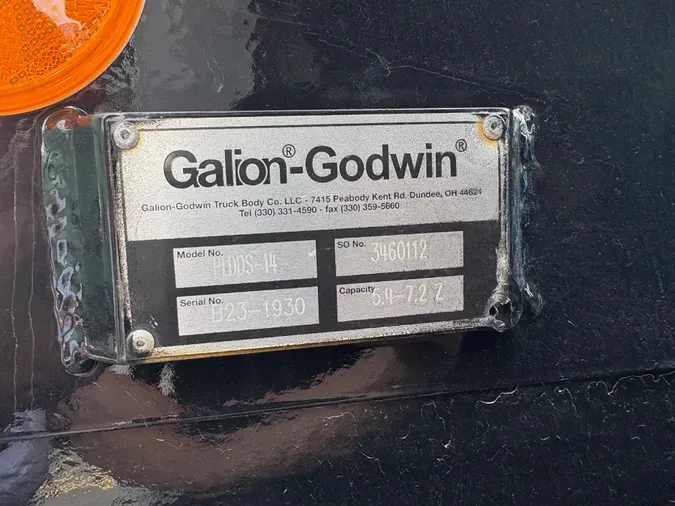 Galion®-Godwin®
Galion-Godwin Truck Body Co. LLC - 7415 Peabody Kent Rd. Dundee, OH 44624
Tel (330) 331-4590 - fax (330) 359-5660
Model No. PLDDS-14
SO No. 3460112
Serial No. B23-1930
Capacity 5.4-7.2 Z